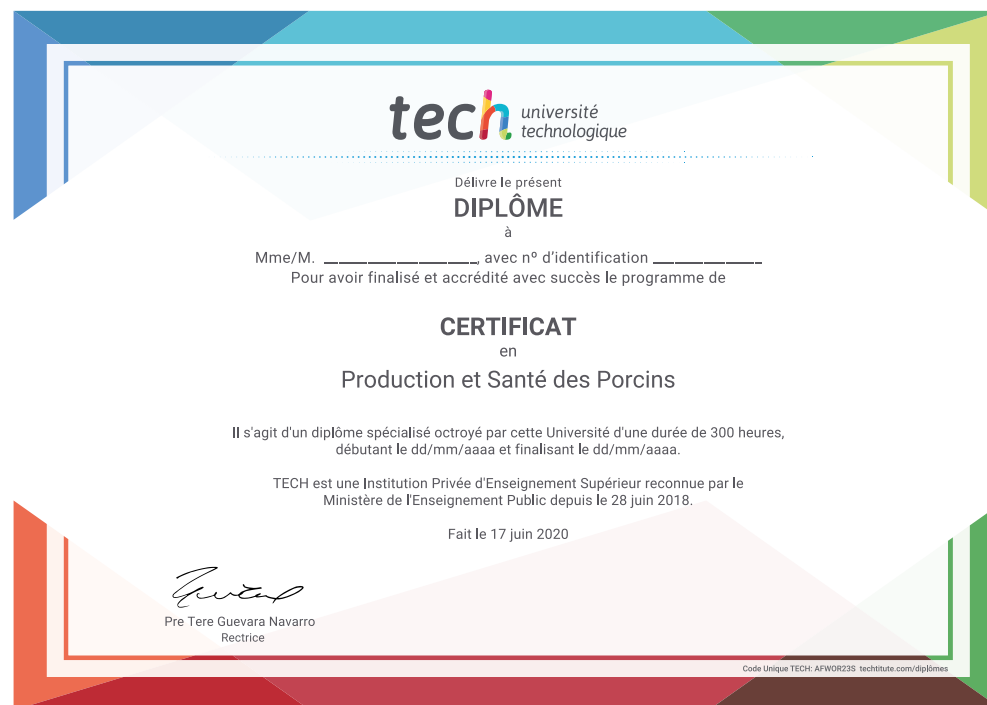 tech université
technologique
Délivre le présent
DIPLÔME
à
Mme/M. ____________________, avec nº d'identification ______________
Pour avoir finalisé et accrédité avec succès le programme de
CERTIFICAT
en
Production et Santé des Porcins
Il s'agit d'un diplôme spécialisé octroyé par cette Université d'une durée de 300 heures,
débutant le dd/mm/aaaa et finalisant le dd/mm/aaaa.
TECH est une Institution Privée d'Enseignement Supérieur reconnue par le
Ministère de l'Enseignement Public depuis le 28 juin 2018.
Fait le 17 juin 2020
Pre Tere Guevara Navarro
Rectrice
Code Unique TECH: AFWOR23S techtitute.com/diplômes